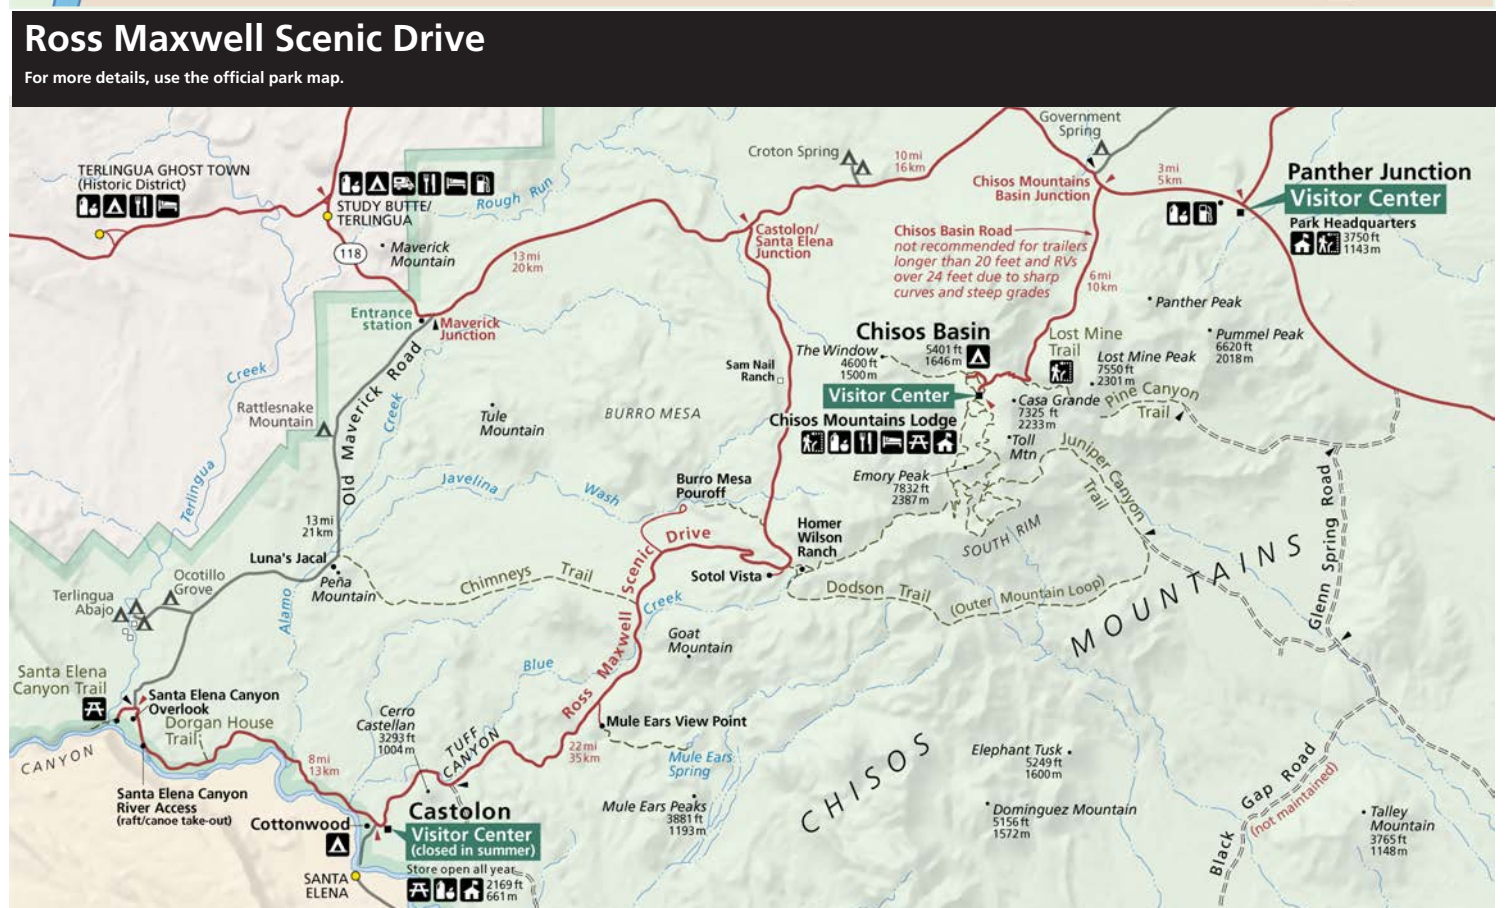 Ross Maxwell Scenic Drive
For more details, use the official park map.
Government
Spring
Croton Spring
10 mi
16 km
3 mi
5 km
Panther Junction
Visitor Center
Park Headquarters
3750 ft
1143 m
Chisos Mountains
Basin Junction
TERLINGUA GHOST TOWN
(Historic District)
STUDY BUTTE/
TERLINGUA
Rough Run
118
Maverick
Mountain
13 mi
20 km
Castolon/
Santa Elena
Junction
Chisos Basin Road
not recommended for trailers
longer than 20 feet and RVs
over 24 feet due to sharp
curves and steep grades
6 mi
10 km
Panther Peak
Pummel Peak
6620 ft
2018 m
Entrance
station
Maverick
Junction
Chisos Basin
5401 ft
1646 m
The Window
4600 ft
1500 m
Lost Mine
Trail
Lost Mine Peak
7550 ft
2301 m
Sam Nail
Ranch
Visitor Center
Chisos Mountains Lodge
Casa Grande
7325 ft
2233 m
Pine Canyon
Trail
Toll
Mtn
Juniper Canyon
Trail
Emory Peak
7832 ft
2387 m
Creek
Rattlesnake
Mountain
Old Maverick Road
Creek
Tule
Mountain
BURRO MESA
Terlingua
Javelina
Wash
Burro Mesa
Pouroff
13 mi
21 km
Homer
Wilson
Ranch
SOUTH RIM
Glenn Spring Road
Luna's Jacal
Peña
Mountain
Chimneys
Trail
Drive
Scenic
Sotol Vista
Dodson
Trail
(Outer Mountain Loop)
MOUNTAINS
Ocotillo
Grove
Terlingua
Abajo
Alamo
Creek
Goat
Mountain
Blue
Ross Maxwell
Santa Elena
Canyon Trail
Santa Elena Canyon
Overlook
Dorgan House
Trail
Cerro
Castellan
3293 ft
1004 m
TUFF
CANYON
Mule Ears View Point
22 mi
35 km
Mule Ears
Spring
CHISOS
Elephant Tusk
5249 ft
1600 m
CANYON
8 mi
13 km
Santa Elena Canyon
River Access
(raft/canoe take-out)
Cottonwood
Castolon
Visitor Center
(closed in summer)
Store open all year
2169 ft
661 m
SANTA
ELENA
Mule Ears Peaks
3881 ft
1193 m
Dominguez Mountain
5156 ft
1572 m
Black Gap Road
(not maintained)
Talley
Mountain
3765 ft
1148 m